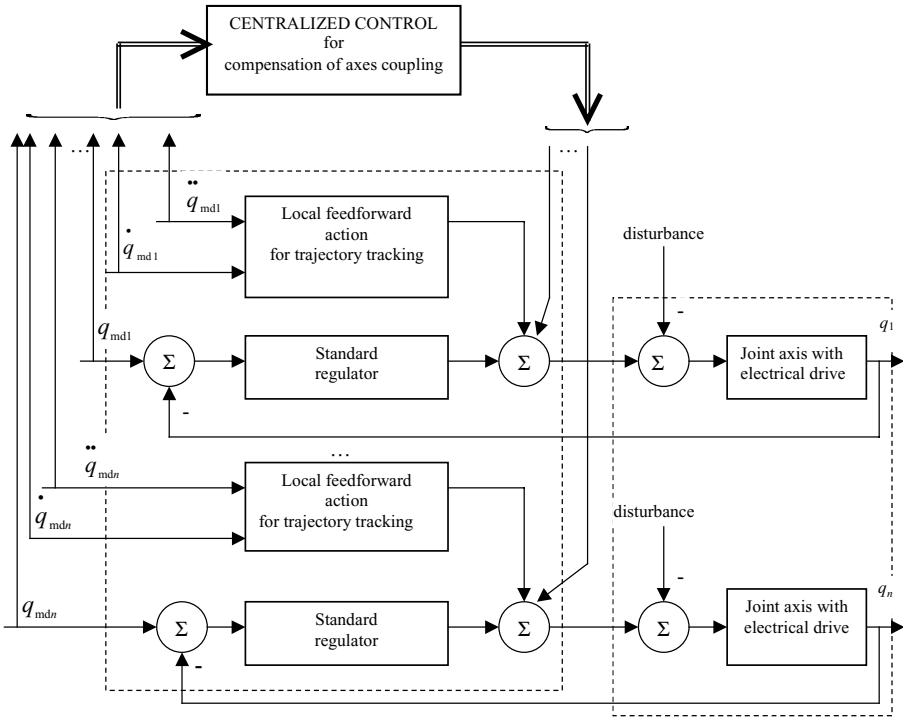 CENTRALIZED CONTROL
for
compensation of axes coupling
...
...
q̈md1
Local feedforward
action
for trajectory tracking
q̇md1
disturbance
-
qmd1
Σ
Standard
regulator
Σ
Σ
Joint axis with
electrical drive
q1
-
...
q̈mdn
Local feedforward
action
for trajectory tracking
q̇mdn
disturbance
-
qmdn
Σ
Standard
regulator
Σ
Σ
Joint axis with
electrical drive
qn
-